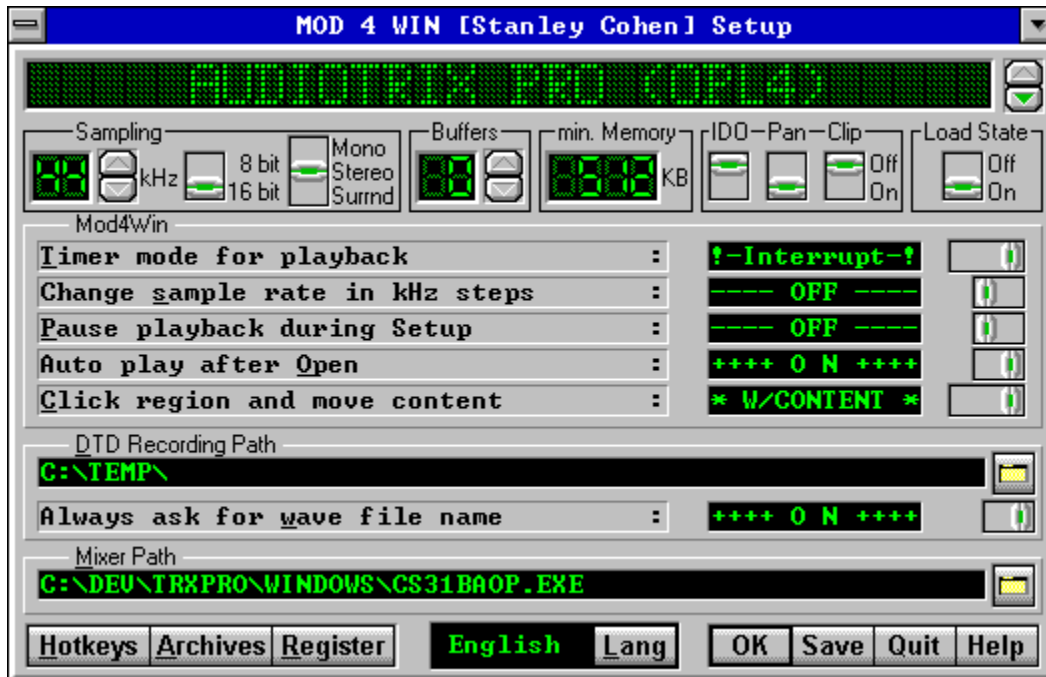 MOD 4 WIN [Stanley Cohen] Setup
AUDIOTRIX PRO (OPL4)
Sampling
Buffers
min. Memory
IDO Pan Clip
Load State
44 kHz
8 bit
16 bit
Mono
Stereo
Surrnd
8
512 KB
Off
On
Off
On
Mod4Win
Timer mode for playback :
!-Interrupt-!
Change sample rate in kHz steps :
---- OFF ----
Pause playback during Setup :
---- OFF ----
Auto play after Open :
++++ O N ++++
Click region and move content :
* W/CONTENT *
DTD Recording Path
C:\TEMP\
Always ask for wave file name :
++++ O N ++++
Mixer Path
C:\DEV\TRXPRO\WINDOWS\CS31BAOP.EXE
Hotkeys Archives Register
English Lang
OK Save Quit Help